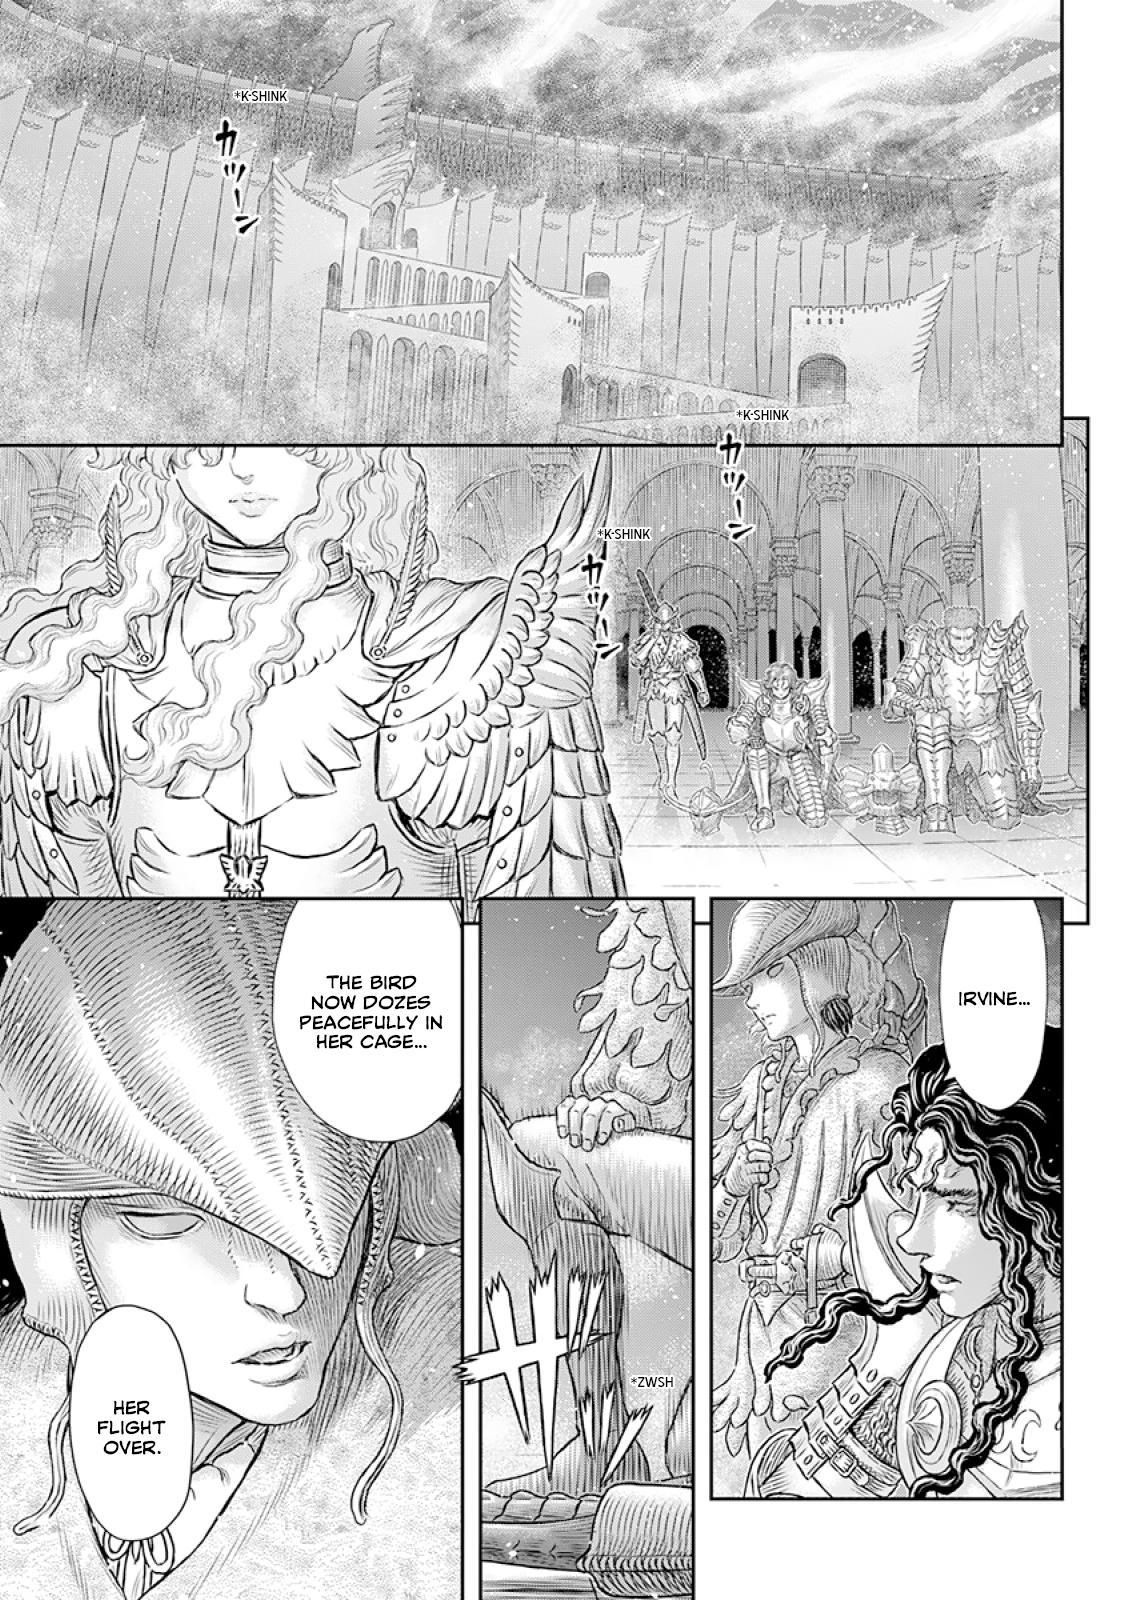 *K-SHINK
カツーン
*K-SHINK
カツーン
*K-SHINK
カツーン
IRVINE...
*ZWSH
THE BIRD
NOW DOZES
PEACEFULLY IN
HER CAGE...
HER
FLIGHT
OVER.